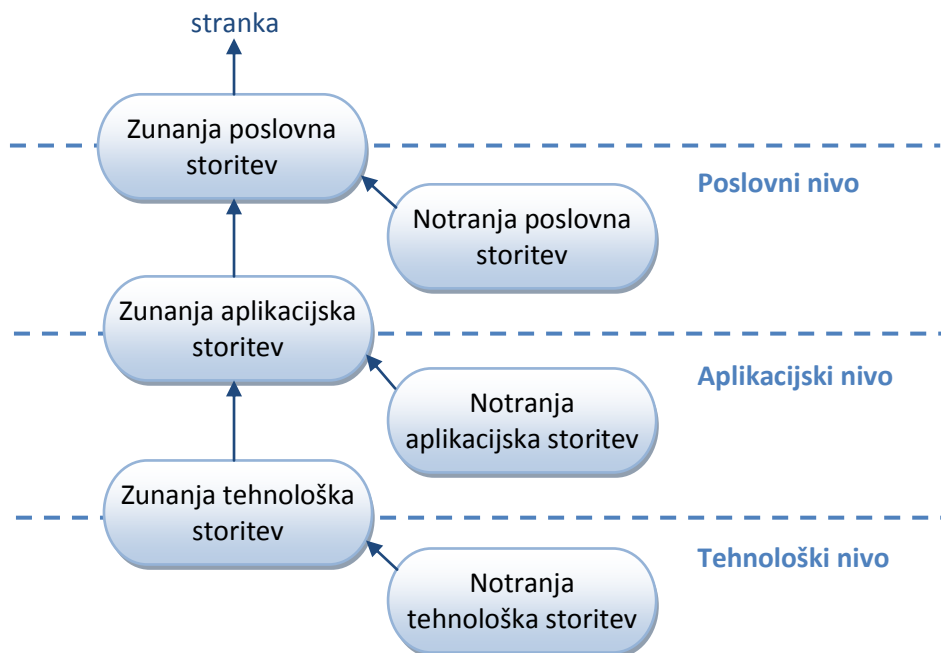 stranka
Zunanja poslovna
storitev
Poslovni nivo
Notranja poslovna
storitev
Zunanja aplikacijska
storitev
Aplikacijski nivo
Notranja
aplikacijska storitev
Zunanja tehnološka
storitev
Tehnološki nivo
Notranja
tehnološka storitev